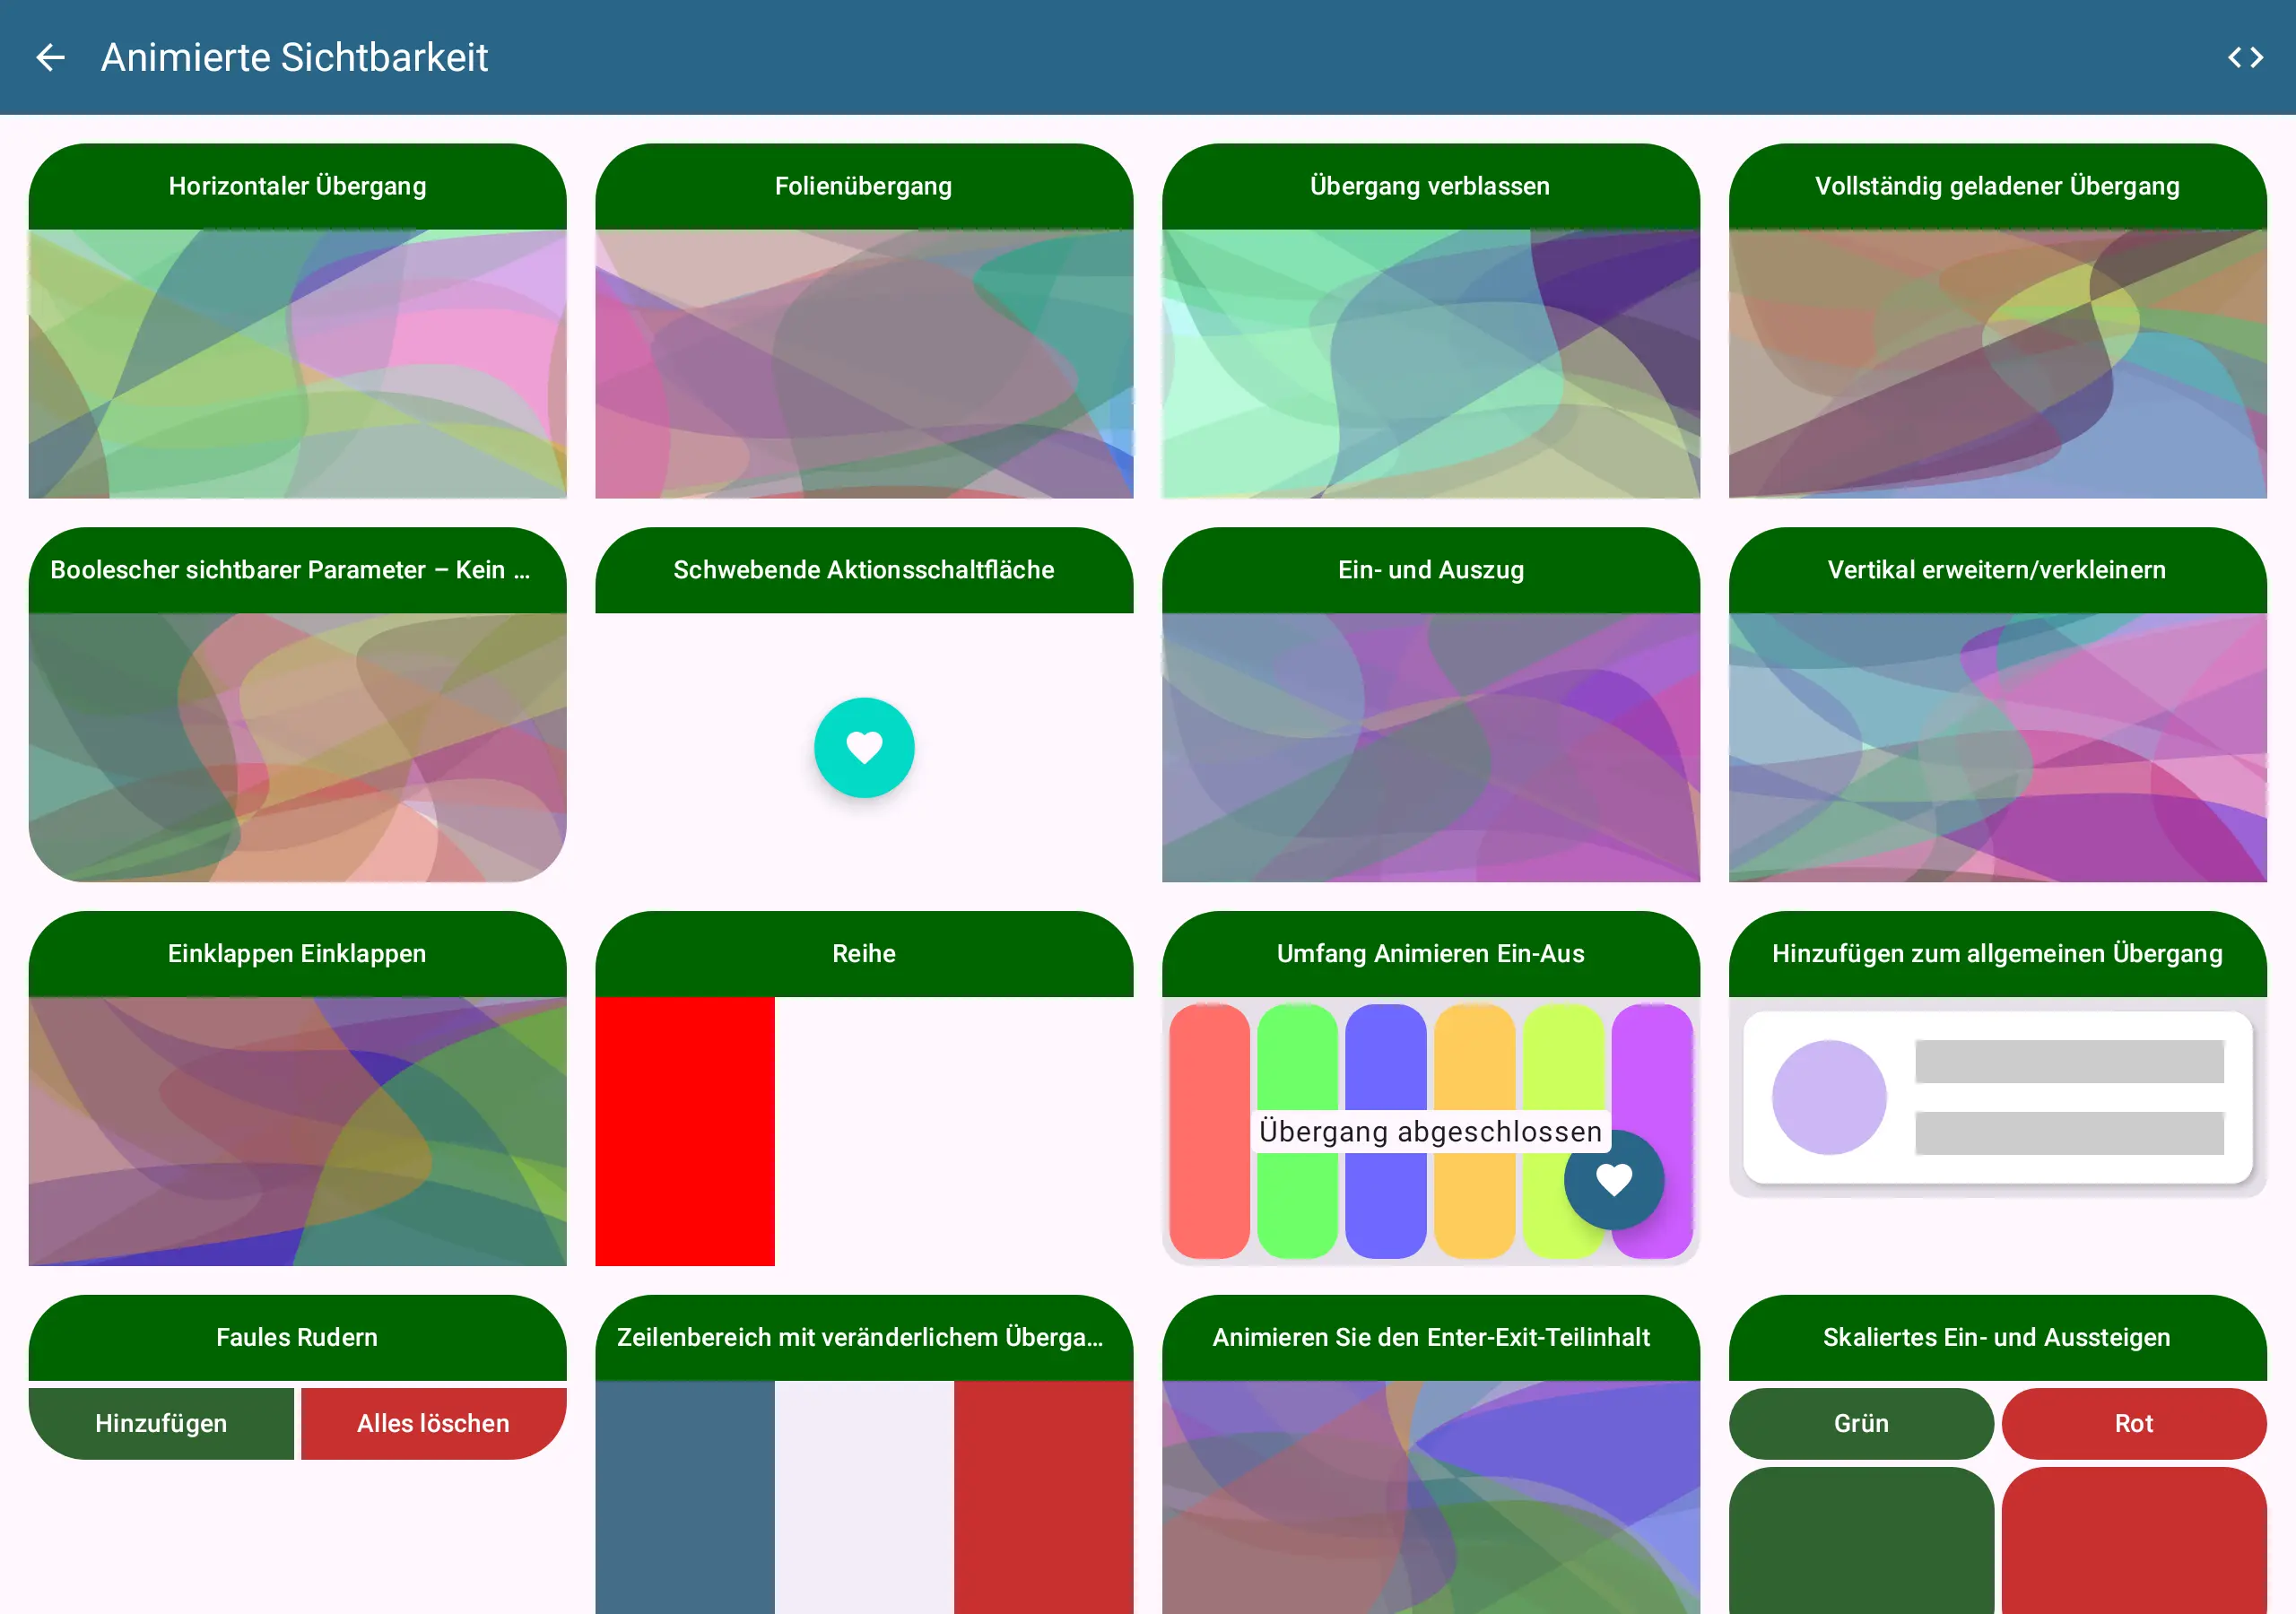 Animierte Sichtbarkeit
Horizontaler Übergang
Folienübergang
Übergang verblassen
Vollständig geladener Übergang
Boolescher sichtbarer Parameter – Kein ...
Schwebende Aktionsschaltfläche
Ein- und Auszug
Vertikal erweitern/verkleinern
Einklappen Einklappen
Reihe
Umfang Animieren Ein-Aus
Hinzufügen zum allgemeinen Übergang
Übergang abgeschlossen
Faules Rudern
Zeilenbereich mit veränderlichem Überga...
Animieren Sie den Enter-Exit-Teilinhalt
Skaliertes Ein- und Aussteigen
Hinzufügen
Alles löschen
Grün
Rot